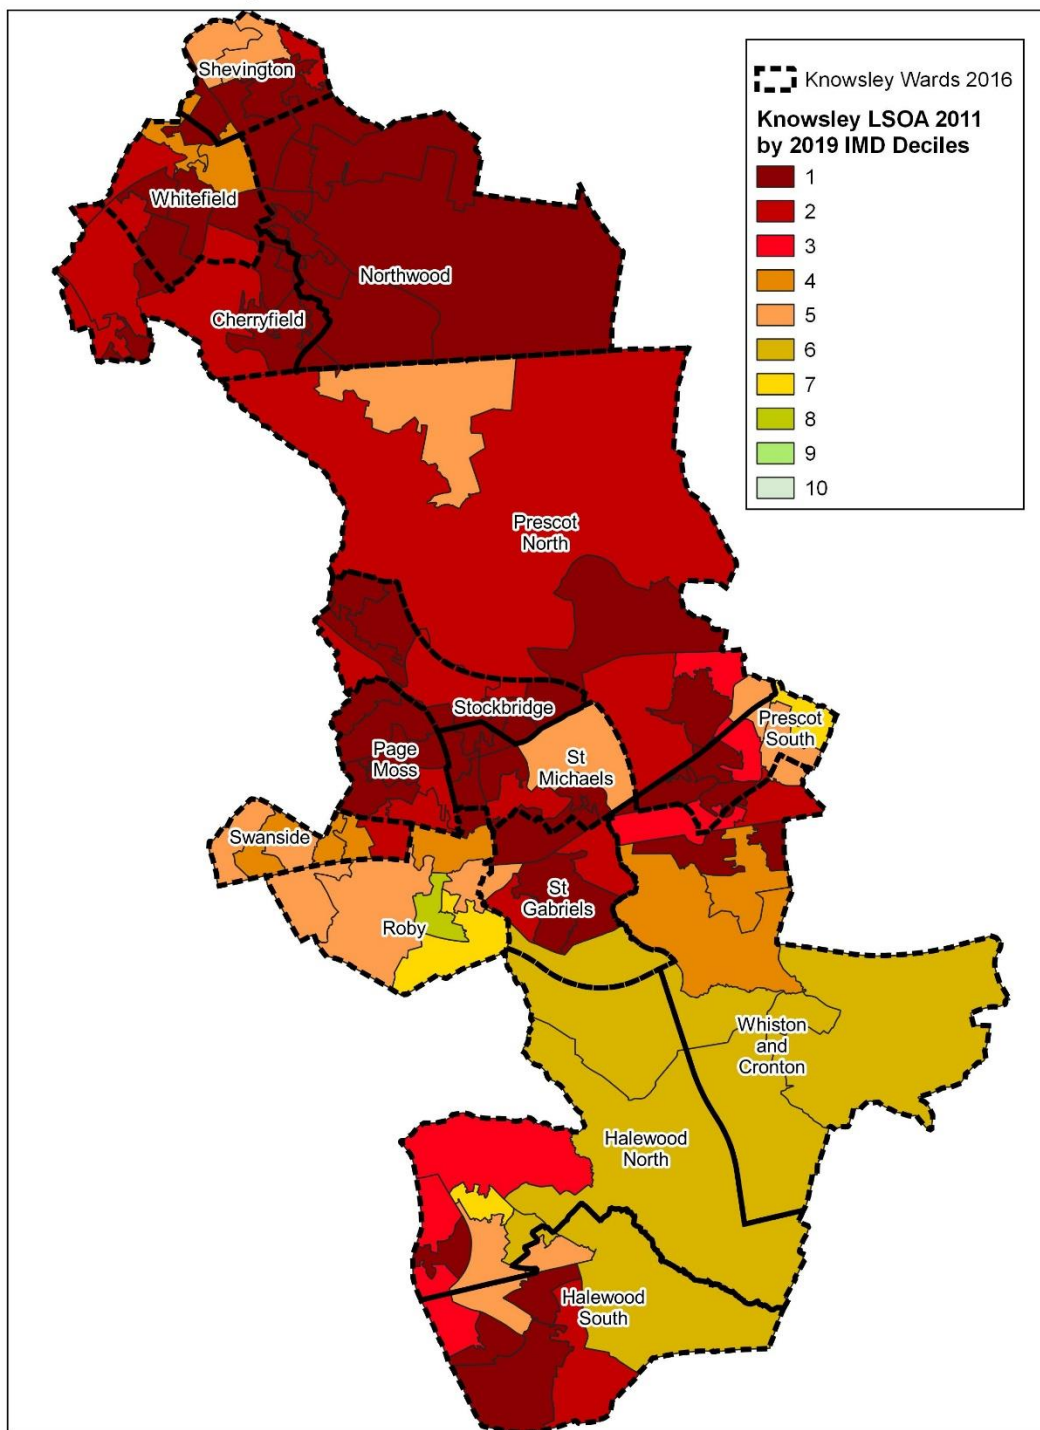 Knowsley Wards 2016
Knowsley LSOA 2011
by 2019 IMD Deciles
1
2
3
4
5
6
7
8
9
10
Shevington
Whitefield
Northwood
Cherryfield
Prescot
North
Stockbridge
Prescot
South
Page
Moss
St
Michaels
Swanside
St
Gabriels
Roby
Whiston
and
Cronton
Halewood
North
Halewood
South